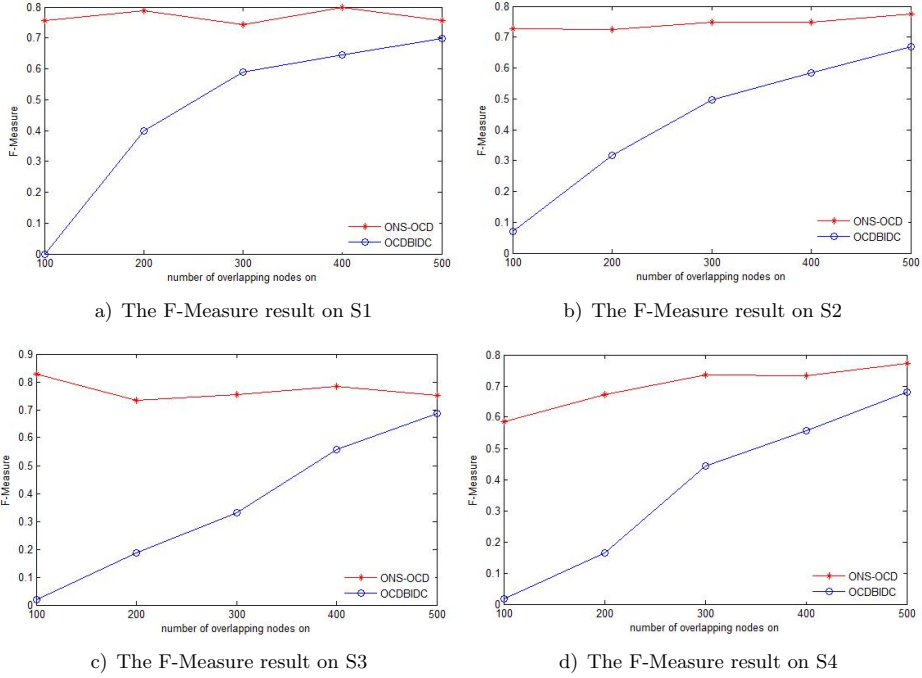 0.8
0.7
0.6
0.5
0.4
0.3
0.2
0.1
0
F-Measure
100 200 300 400 500
number of overlapping nodes on
ONS-OCD
OCDBIDC
a) The F-Measure result on S1
0.8
0.7
0.6
0.5
0.4
0.3
0.2
0.1
0
F-Measure
100 200 300 400 500
number of overlapping nodes on
ONS-OCD
OCDBIDC
b) The F-Measure result on S2
0.9
0.8
0.7
0.6
0.5
0.4
0.3
0.2
0.1
0
F-Measure
100 200 300 400 500
number of overlapping nodes on
ONS-OCD
OCDBIDC
c) The F-Measure result on S3
0.8
0.7
0.6
0.5
0.4
0.3
0.2
0.1
0
F-Measure
100 200 300 400 500
number of overlapping nodes on
ONS-OCD
OCDBIDC
d) The F-Measure result on S4